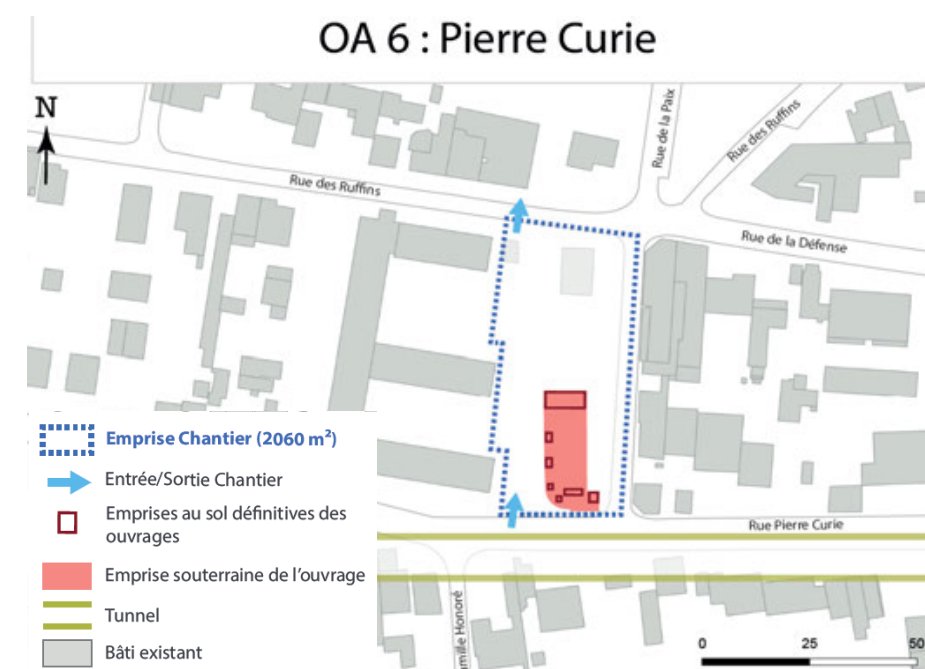 OA 6 : Pierre Curie
N
Rue de la Paix
Rue des Ruffins
Rue des Ruffins
Rue de la Défense
Emprise Chantier (2060 m²)
Entrée/Sortie Chantier
Emprises au sol définitives des
ouvrages
Emprise souterraine de l'ouvrage
Tunnel
Bâti existant
Rue Pierre Curie
mille Honoré
0 25 50